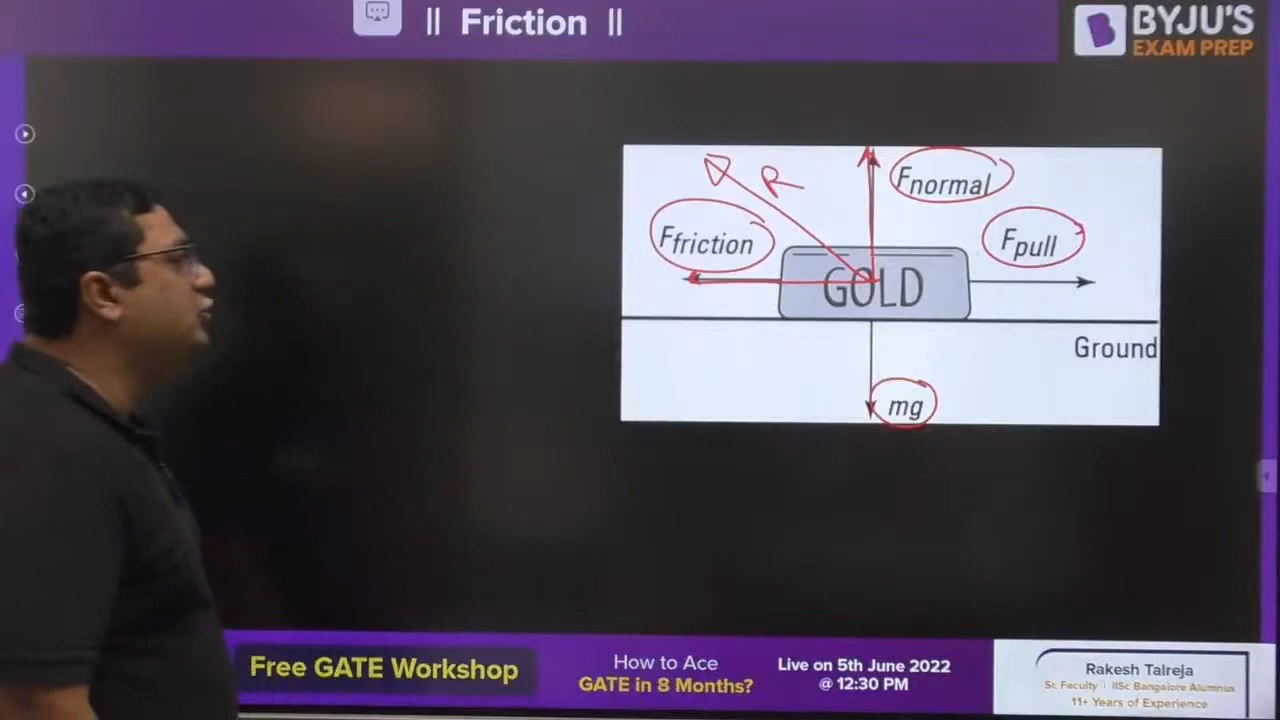 || Friction ||
BYJU'S
EXAM PREP
R
Fnormal
Ffriction
Fpull
GOLD
Ground
mg
Free GATE Workshop
How to Ace
GATE in 8 Months?
Live on 5th June 2022
@ 12:30 PM
Rakesh Talreja
Sr. Faculty | IISc Bangalore Alumnus
11+ Years of Experience